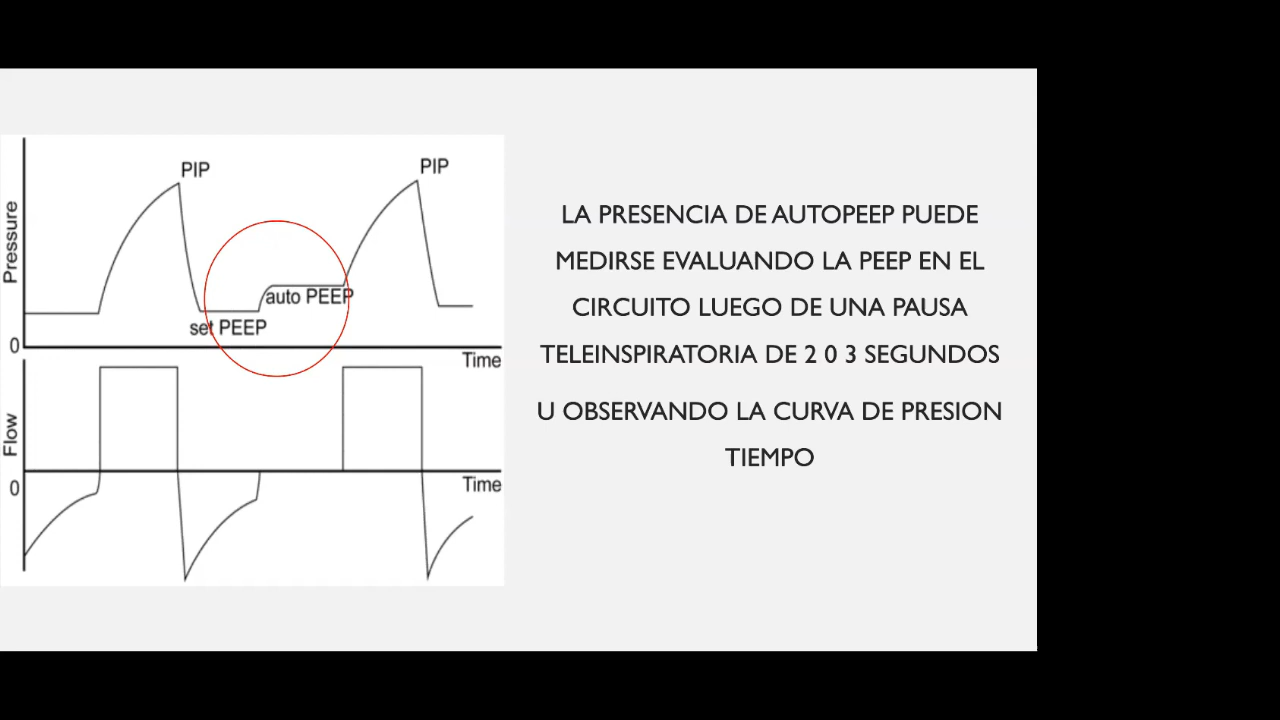 PIP
PIP
Pressure
auto PEEP
set PEEP
0
Time
Flow
0
Time
LA PRESENCIA DE AUTOPEEP PUEDE
MEDIRSE EVALUANDO LA PEEP EN EL
CIRCUITO LUEGO DE UNA PAUSA
TELEINSPIRATORIA DE 2 0 3 SEGUNDOS
U OBSERVANDO LA CURVA DE PRESION
TIEMPO